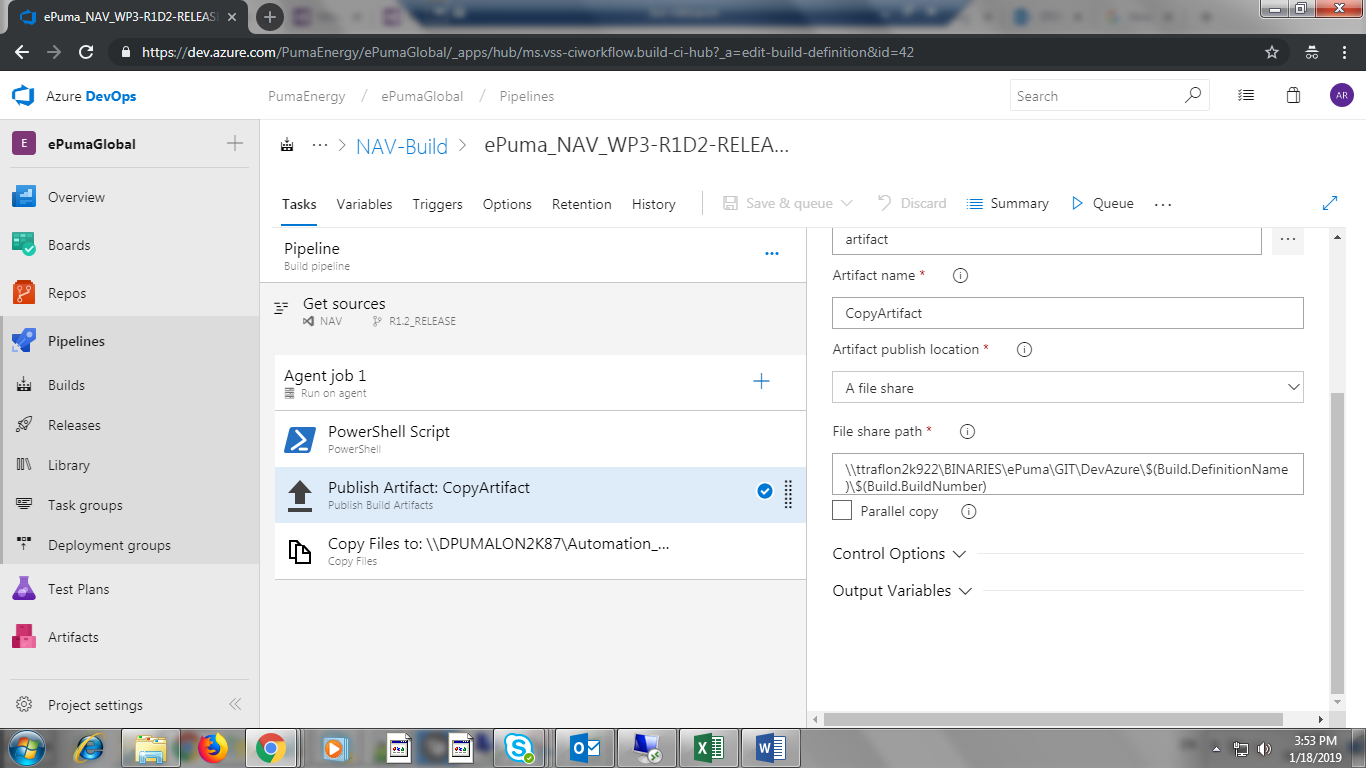 ePuma_NAV_WP3-R1D2-RELEAS
https://dev.azure.com/PumaEnergy/ePumaGlobal/_apps/hub/ms.vss-ciworkflow.build-ci-hub?_a=edit-build-definition&id=42
Azure DevOps
PumaEnergy / ePumaGlobal / Pipelines
Search
AR
E ePumaGlobal
Overview
Boards
Repos
Pipelines
Builds
Releases
Library
Task groups
Deployment groups
Test Plans
Artifacts
Project settings
··· > NAV-Build > ePuma_NAV_WP3-R1D2-RELEA...
Tasks Variables Triggers Options Retention History Save & queue Discard Summary Queue ...
Pipeline
Build pipeline
Get sources
NAV R1.2_RELEASE
Agent job 1
Run on agent
PowerShell Script
PowerShell
Publish Artifact: CopyArtifact
Publish Build Artifacts
Copy Files to: \\DPUMALON2K87\Automation_...
Copy Files
artifact
Artifact name *
CopyArtifact
Artifact publish location *
A file share
File share path *
\\ttraflon2k922\BINARIES\ePuma\GIT\DevAzure\$(Build.DefinitionName
)\$(Build.BuildNumber)
Parallel copy
Control Options
Output Variables
3:53 PM
1/18/2019